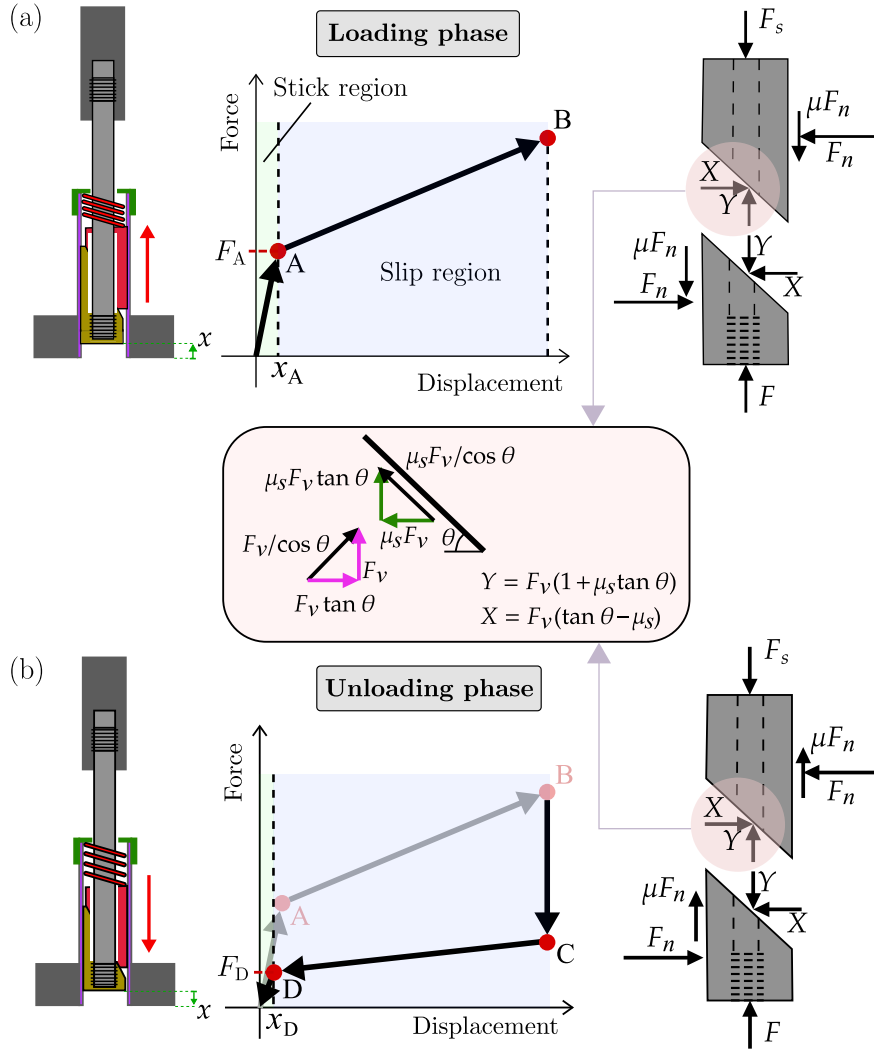 (a)
Loading phase
Stick region
Force
B
F_A
A
Slip region
x
x_A
Displacement
F_s
μF_n
F_n
X
Y
μF_n
Y
F_n
X
F
μ_sF_v/cos θ
μ_sF_v tan θ
F_v/cos θ
μ_sF_v
θ
F_v
F_v tan θ
Y = F_v(1+μ_s tan θ)
X = F_v(tan θ−μ_s)
(b)
Unloading phase
Force
B
A
C
F_D
D
x
x_D
Displacement
F_s
μF_n
F_n
X
Y
μF_n
Y
F_n
X
F